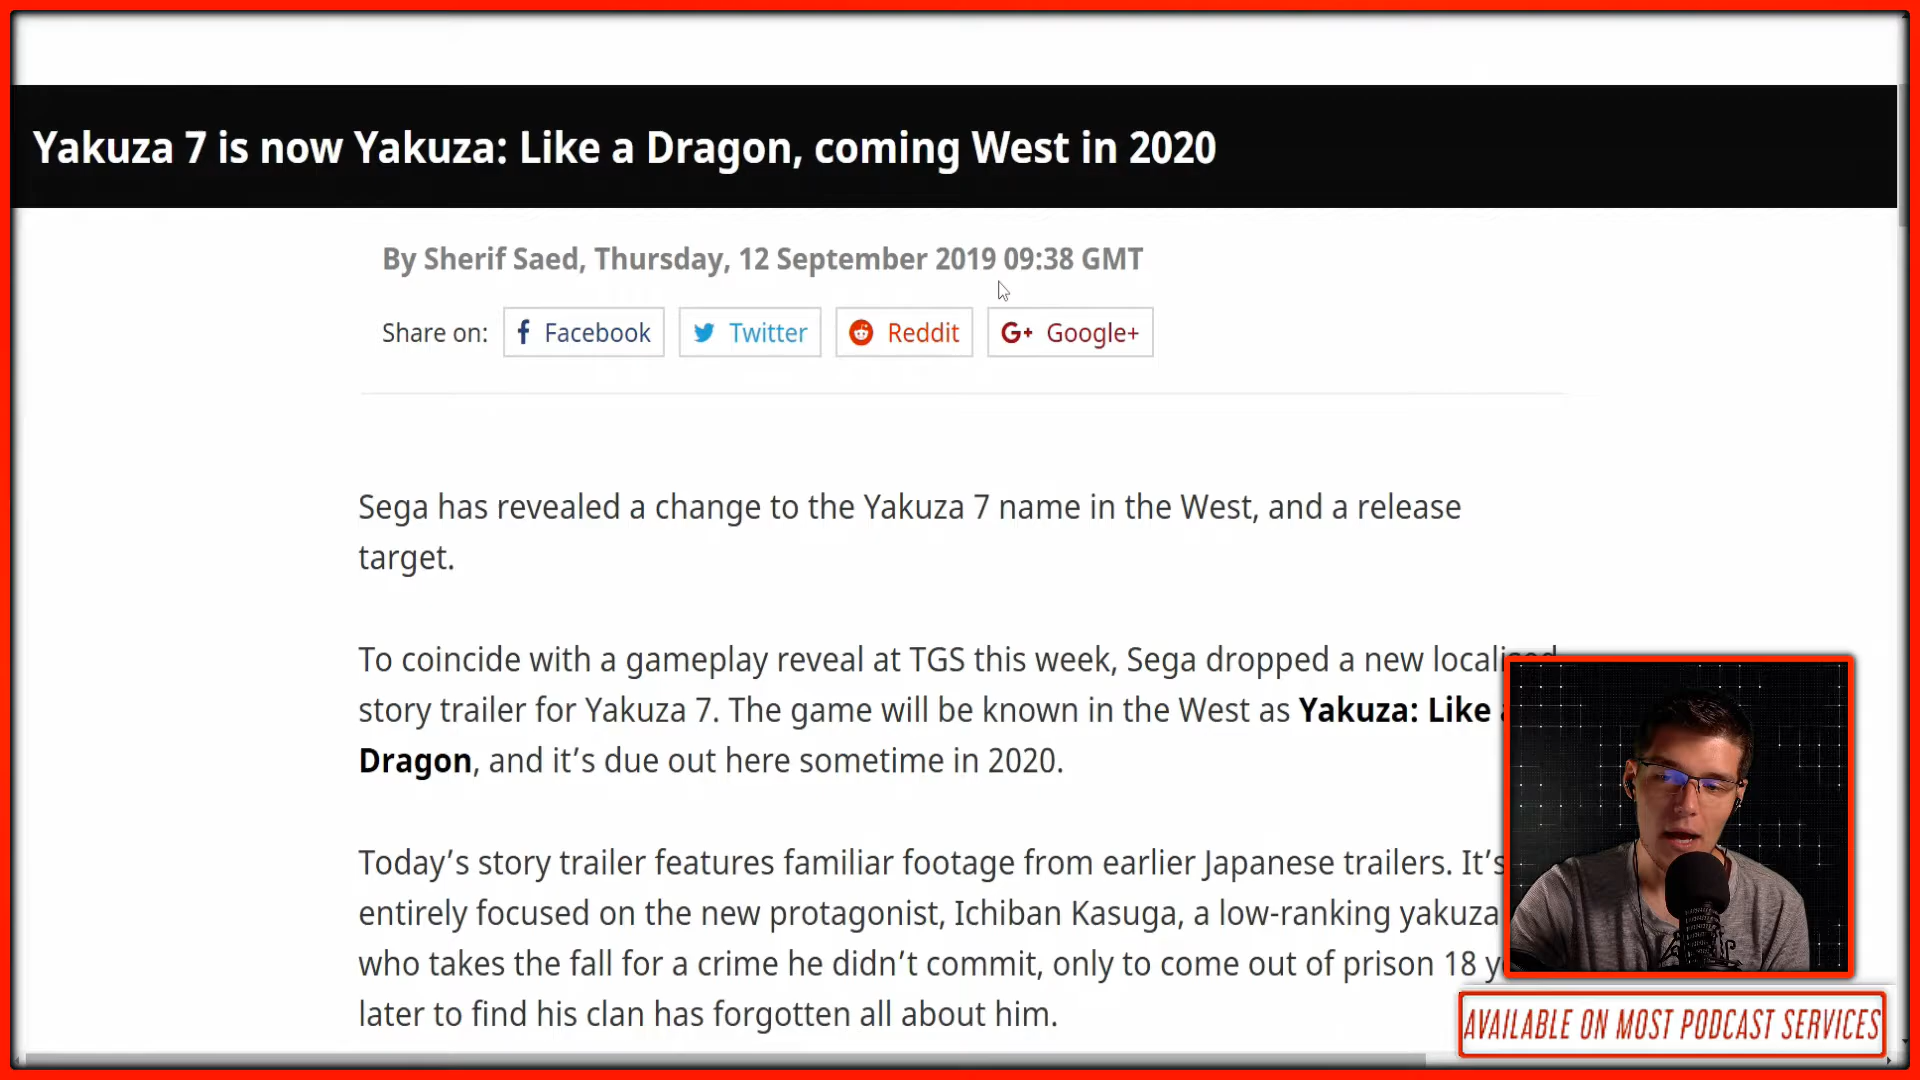 Yakuza 7 is now Yakuza: Like a Dragon, coming West in 2020
By Sherif Saed, Thursday, 12 September 2019 09:38 GMT
Share on: Facebook Twitter Reddit G+ Google+
Sega has revealed a change to the Yakuza 7 name in the West, and a release
target.
To coincide with a gameplay reveal at TGS this week, Sega dropped a new localised
story trailer for Yakuza 7. The game will be known in the West as Yakuza: Like a
Dragon, and it’s due out here sometime in 2020.
Today’s story trailer features familiar footage from earlier Japanese trailers. It’s
entirely focused on the new protagonist, Ichiban Kasuga, a low-ranking yakuza
who takes the fall for a crime he didn’t commit, only to come out of prison 18
later to find his clan has forgotten all about him.
AVAILABLE ON MOST PODCAST SERVICES